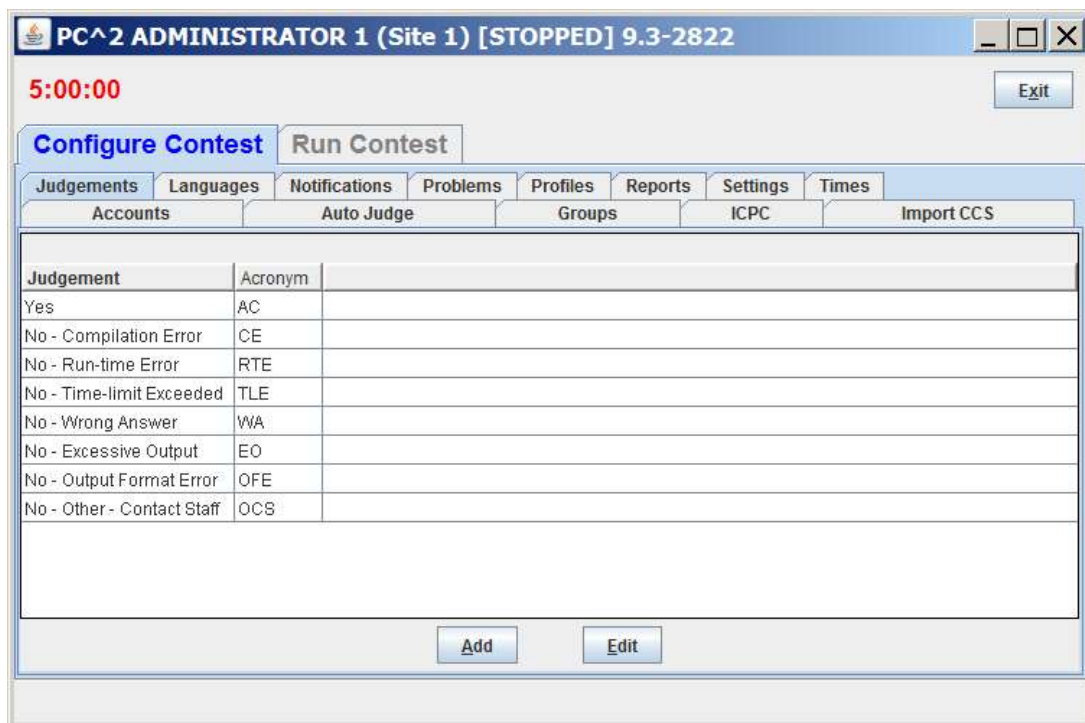 PC^2 ADMINISTRATOR 1 (Site 1) [STOPPED] 9.3-2822
5:00:00 Exit
Configure Contest Run Contest
Judgements Languages Notifications Problems Profiles Reports Settings Times
Accounts Auto Judge Groups ICPC Import CCS
Judgement Acronym
Yes AC
No - Compilation Error CE
No - Run-time Error RTE
No - Time-limit Exceeded TLE
No - Wrong Answer WA
No - Excessive Output EO
No - Output Format Error OFE
No - Other - Contact Staff OCS
Add Edit